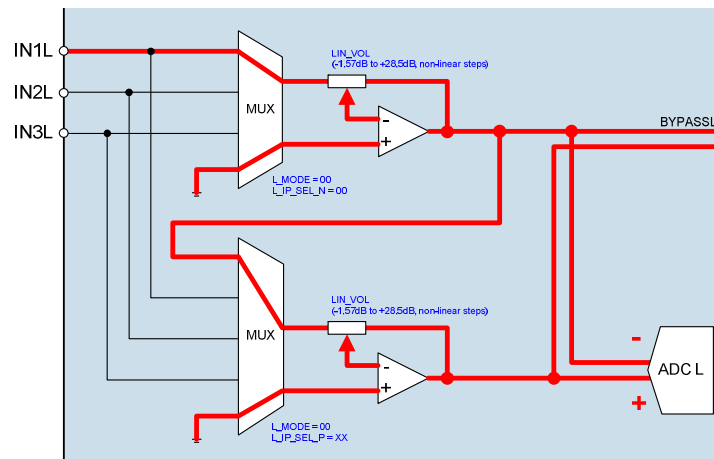 IN1L
LIN_VOL
(-1,57dB to +28,5dB, non-linear steps)
IN2L
MUX
-
BYPASSL
IN3L
+
L_MODE = 00
L_IP_SEL_N = 00
LIN_VOL
(-1,57dB to +28,5dB, non-linear steps)
MUX
-
-
ADC L
+
+
L_MODE = 00
L_IP_SEL_P = XX